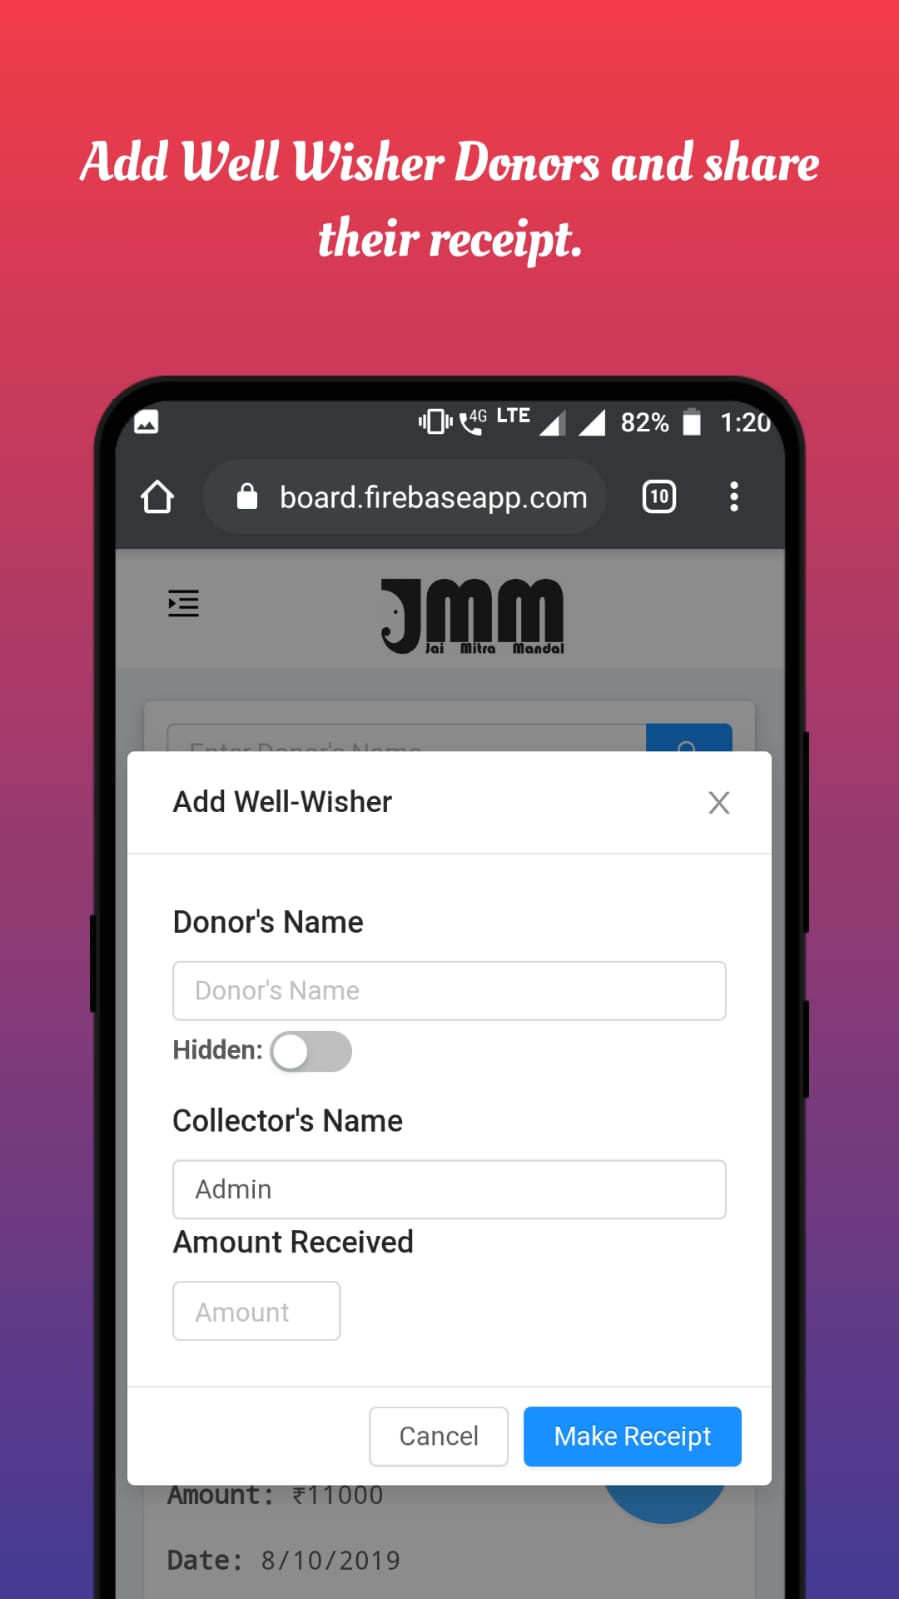 Add Well Wisher Donors and share
their receipt.
4G LTE 82% 1:20
board.firebaseapp.com 10
JMM
Jai Mitra Mandal
Enter Donor's Name
Add Well-Wisher X
Donor's Name
Donor's Name
Hidden:
Collector's Name
Admin
Amount Received
Amount
Cancel Make Receipt
Amount: ₹11000
Date: 8/10/2019